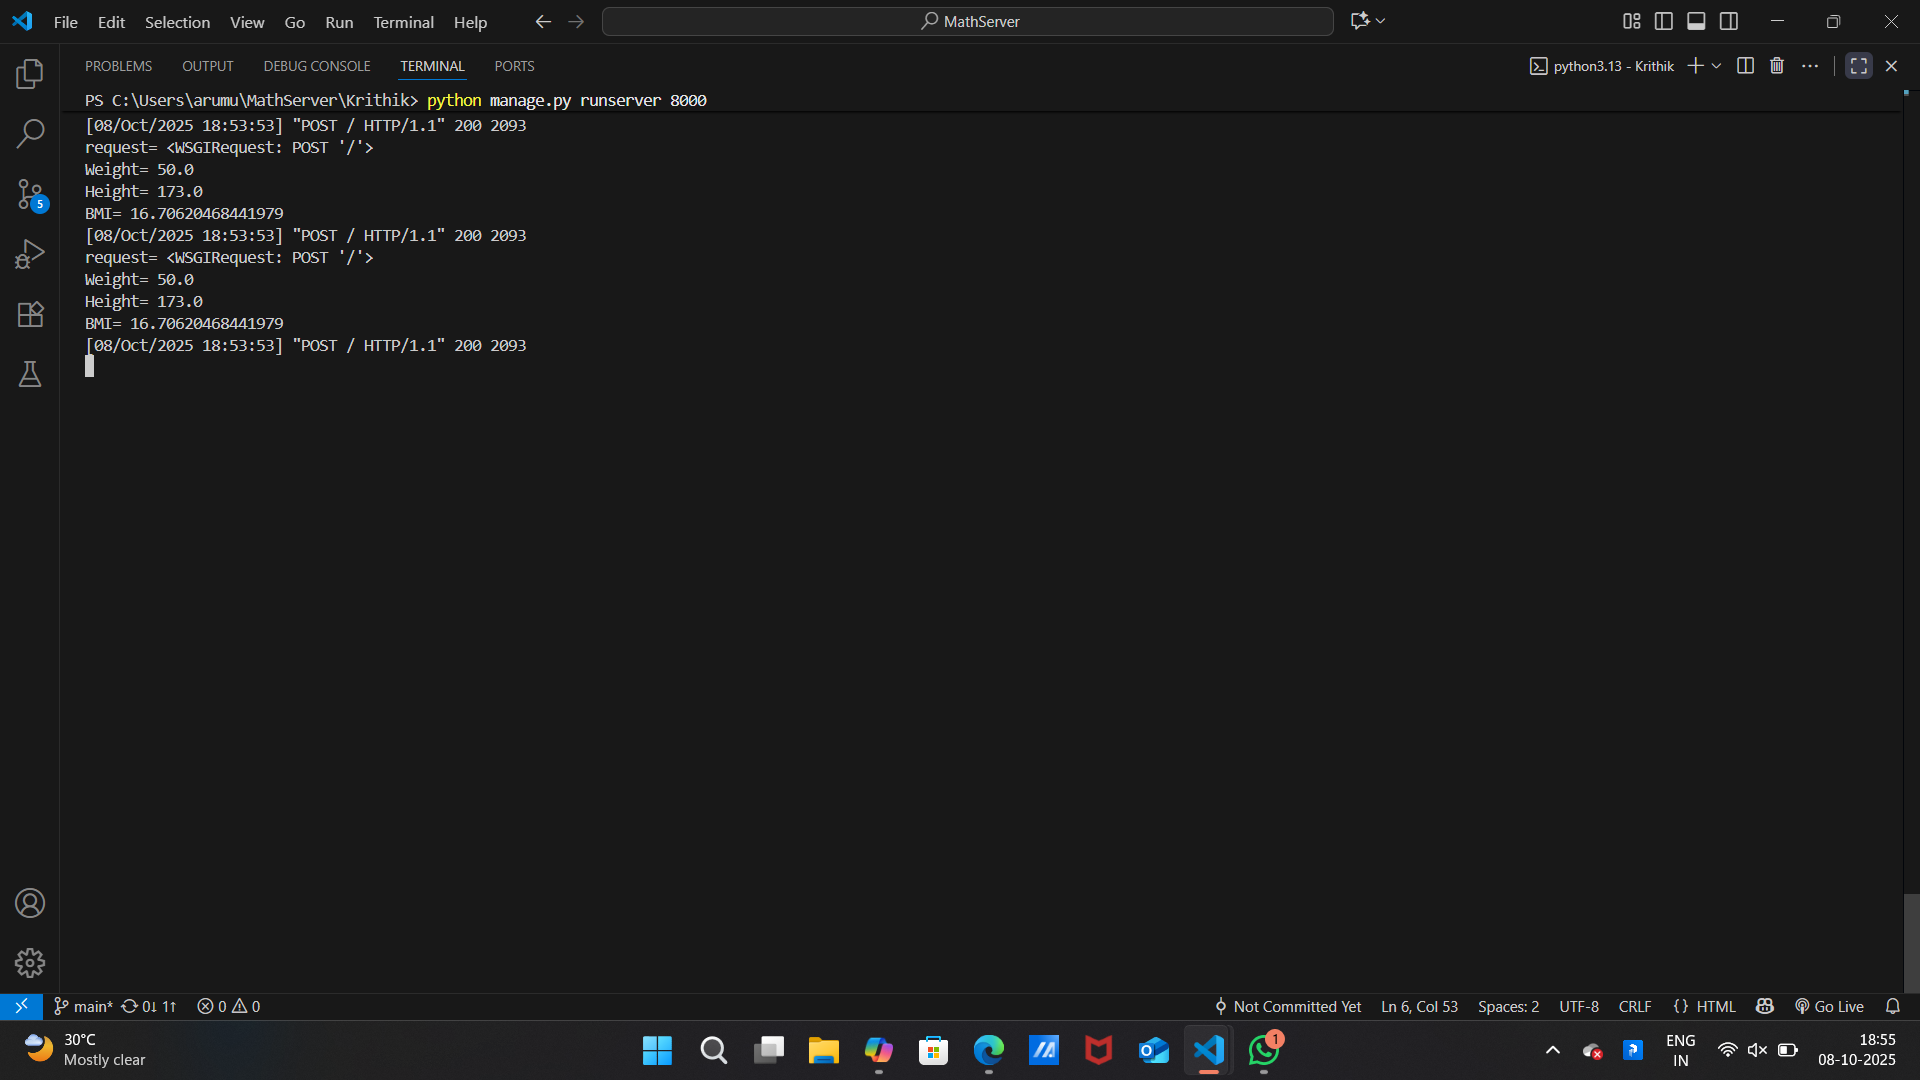 File Edit Selection View Go Run Terminal Help
MathServer
PROBLEMS OUTPUT DEBUG CONSOLE TERMINAL PORTS
python3.13 - Krithik
PS C:\Users\arumu\MathServer\Krithik> python manage.py runserver 8000
[08/Oct/2025 18:53:53] "POST / HTTP/1.1" 200 2093
request= <WSGIRequest: POST '/'>
Weight= 50.0
Height= 173.0
BMI= 16.70620468441979
[08/Oct/2025 18:53:53] "POST / HTTP/1.1" 200 2093
request= <WSGIRequest: POST '/'>
Weight= 50.0
Height= 173.0
BMI= 16.70620468441979
[08/Oct/2025 18:53:53] "POST / HTTP/1.1" 200 2093
5
main* 0↓ 1↑ 0 0
Not Committed Yet Ln 6, Col 53 Spaces: 2 UTF-8 CRLF {} HTML Go Live
30°C
Mostly clear
1
ENG
IN
18:55
08-10-2025